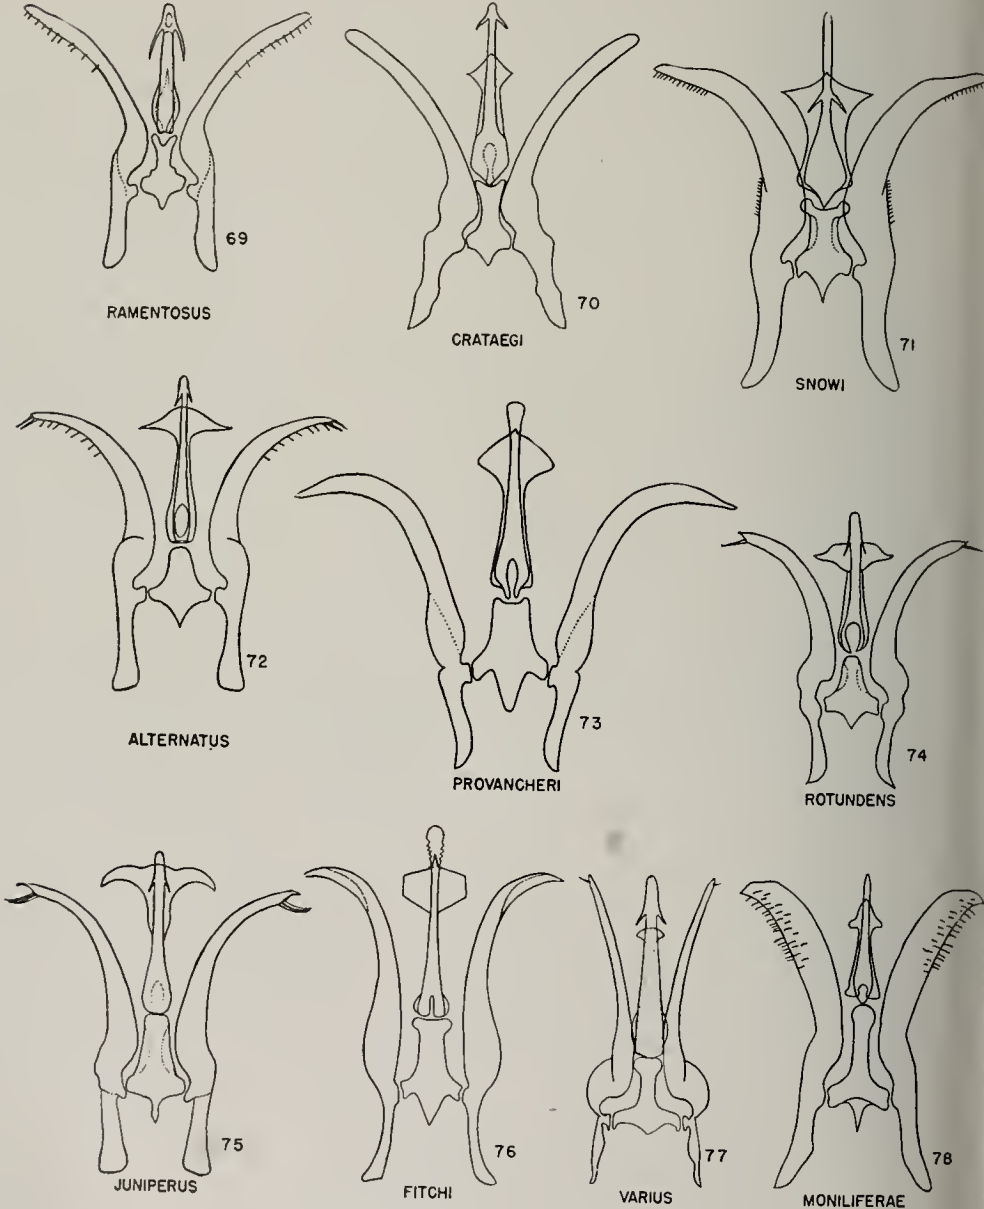 69
RAMENTOSUS
70
CRATAEGI
71
SNOWI
72
ALTERNATUS
73
PROVANCHERI
74
ROTUNDENS
75
JUNIPERUS
76
FITCHI
77
VARIUS
78
MONILIFERAE